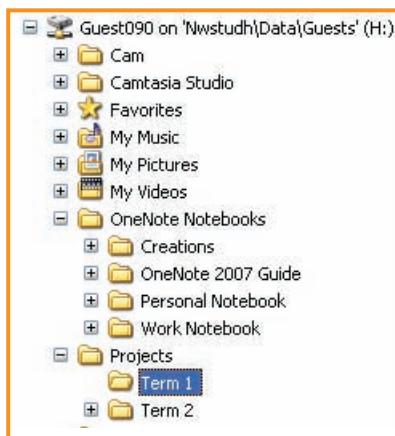 Guest090 on 'Nwstudh\Data\Guests' (H:)
Cam
Camtasia Studio
Favorites
My Music
My Pictures
My Videos
OneNote Notebooks
Creations
OneNote 2007 Guide
Personal Notebook
Work Notebook
Projects
Term 1
Term 2